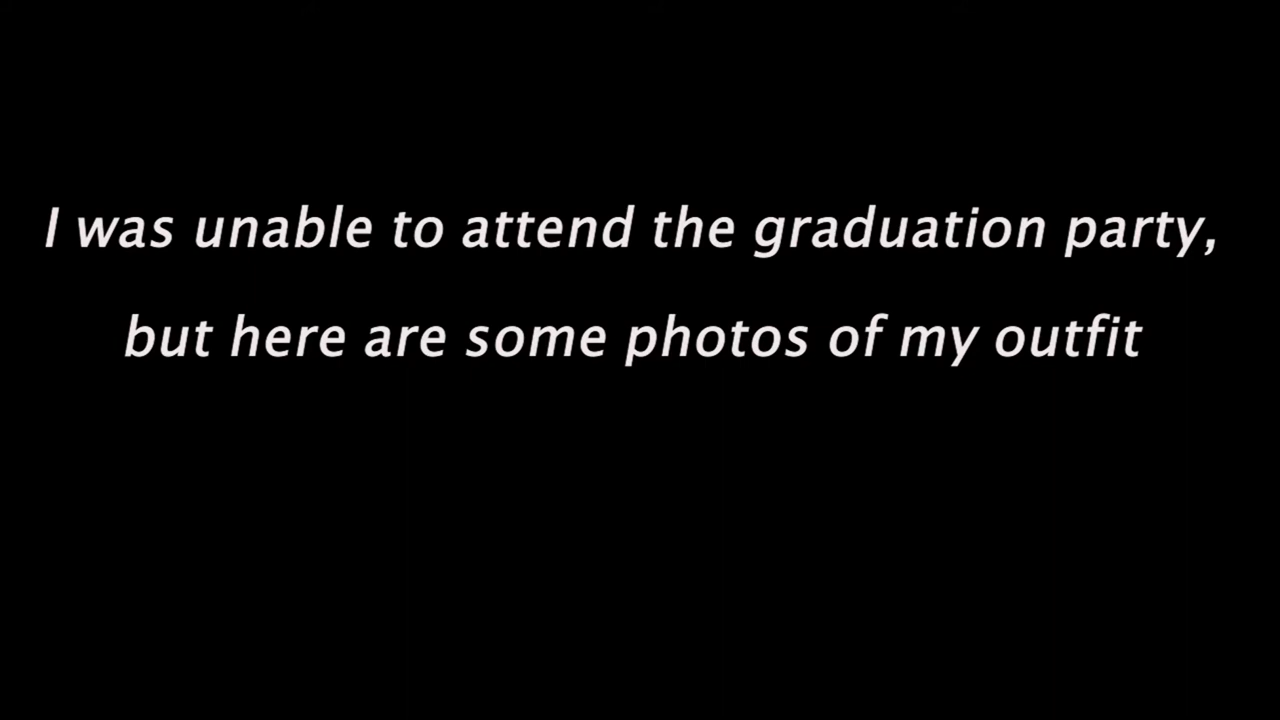 I was unable to attend the graduation party,
but here are some photos of my outfit